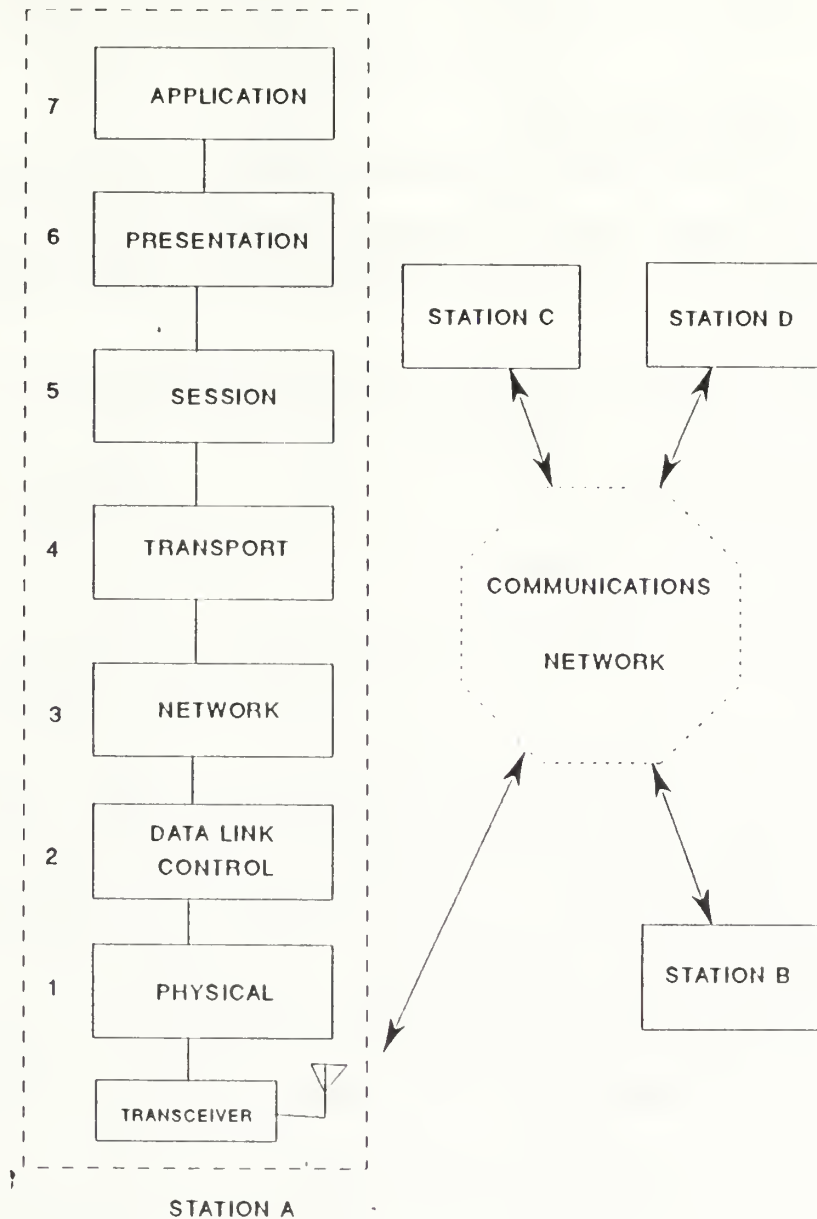 7
APPLICATION
6
PRESENTATION
5
SESSION
4
TRANSPORT
3
NETWORK
2
DATA LINK
CONTROL
1
PHYSICAL
TRANSCEIVER
STATION A
STATION C
STATION D
COMMUNICATIONS
NETWORK
STATION B